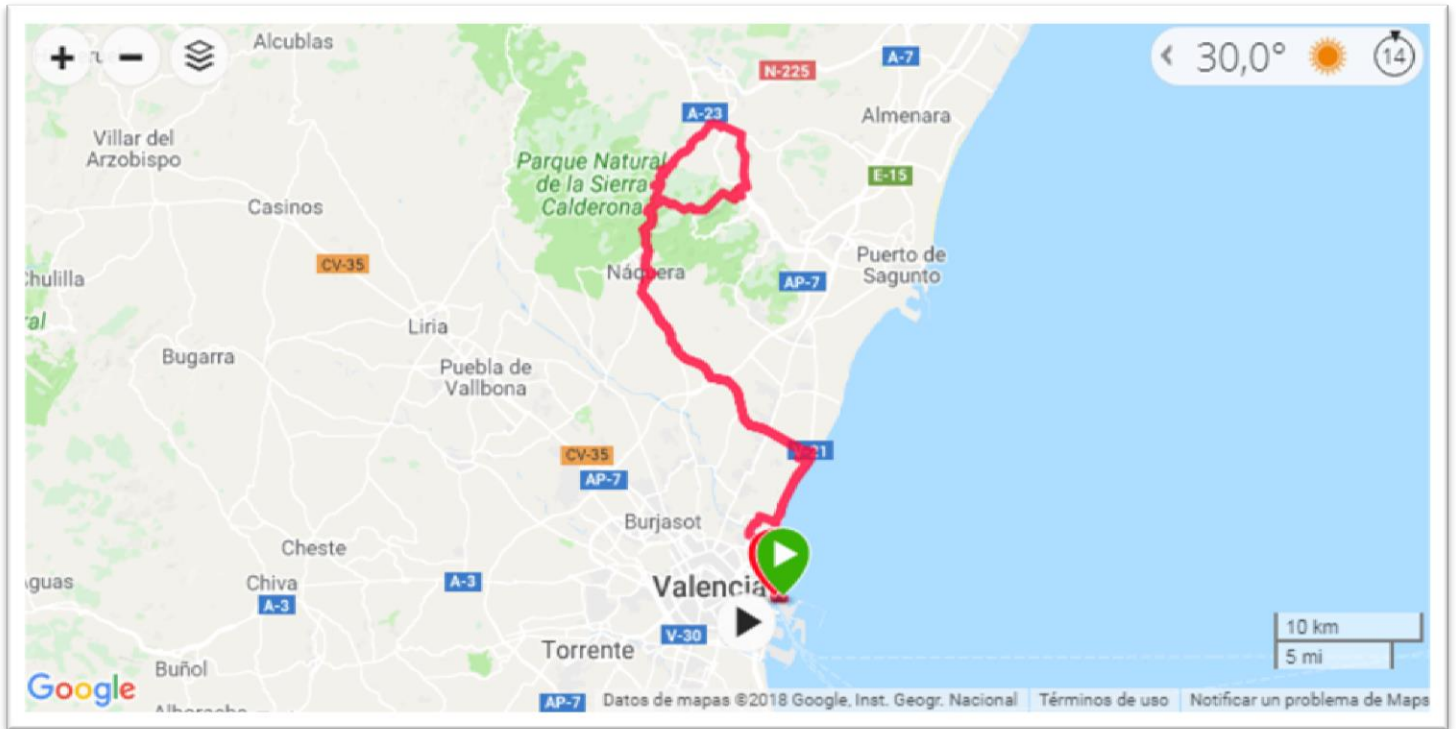 Alcublas
A-7
30,0°
14
N-225
A-23
Almenara
Villar del
Arzobispo
Parque Natural
de la Sierra
Calderona
E-15
Casinos
Puerto de
Sagunto
CV-35
Náquera
AP-7
Chulilla
Liria
Bugarra
Puebla de
Vallbona
CV-35
AP-7
Burjasot
Cheste
Chiva
A-3
A-3
Valencia
V-30
Torrente
10 km
5 mi
Buñol
Google
AP-7
Datos de mapas ©2018 Google, Inst. Geogr. Nacional
Términos de uso
Notificar un problema de Maps